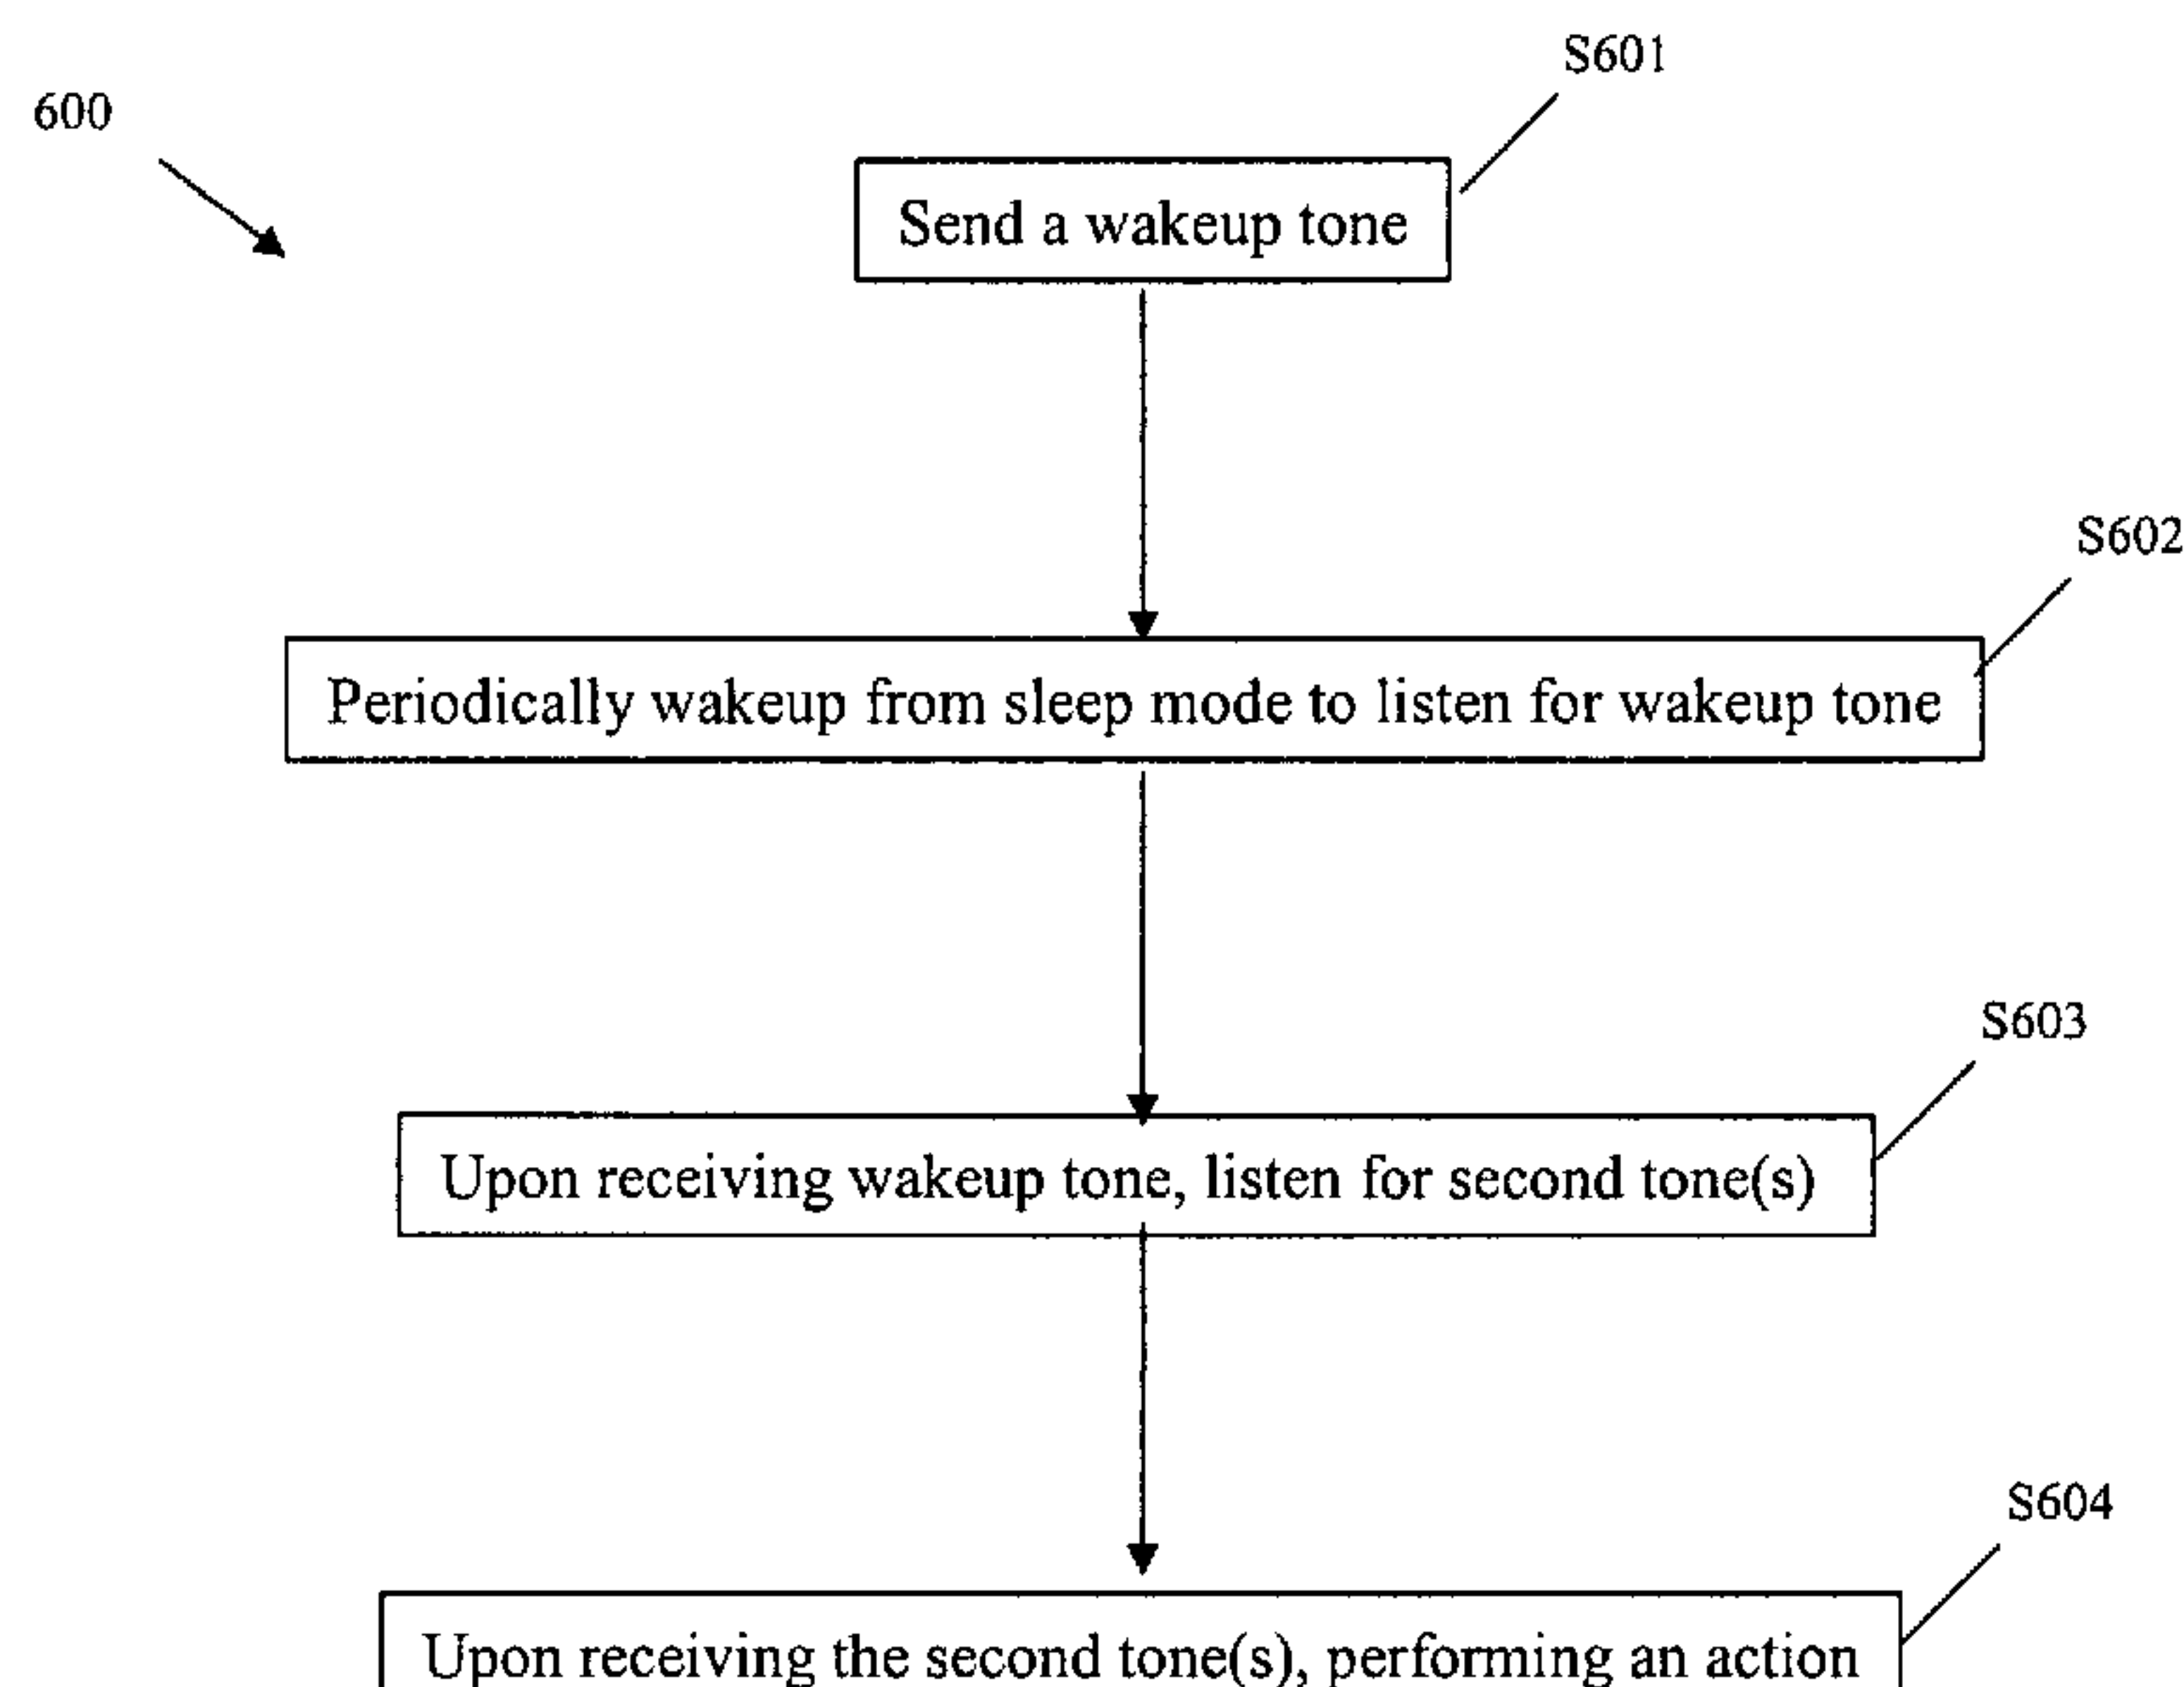 S601
600
Send a wakeup tone
S602
Periodically wakeup from sleep mode to listen for wakeup tone
S603
Upon receiving wakeup tone, listen for second tone(s)
S604
Upon receiving the second tone(s), performing an action